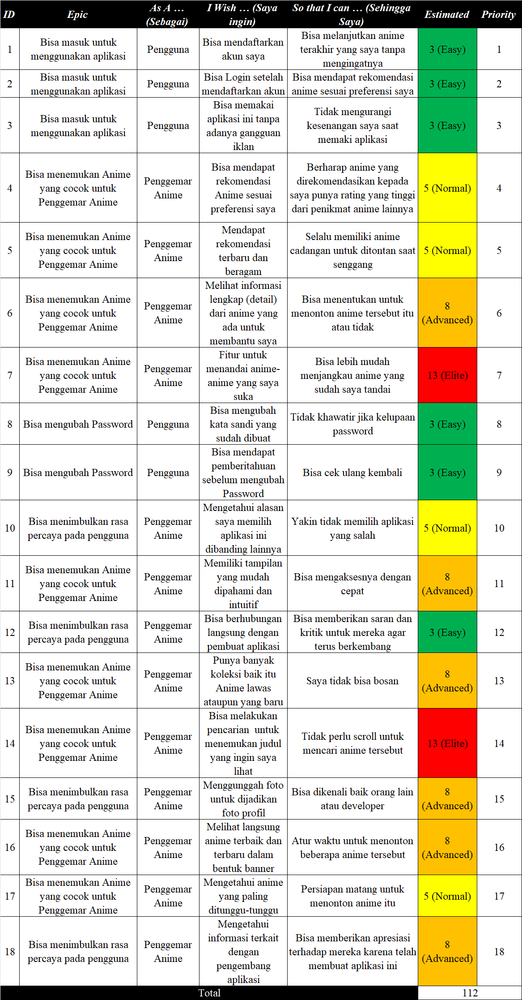 ID Epic As A … (Sebagai) I Wish … (Saya ingin) So that I can … (Sehingga Saya) Estimated Priority
1 Bisa masuk untuk menggunakan aplikasi Pengguna Bisa mendaftarkan akun saya Bisa melanjutkan anime terakhir yang saya tanpa mengingatnya 3 (Easy) 1
2 Bisa masuk untuk menggunakan aplikasi Pengguna Bisa Login setelah mendaftarkan akun Bisa mendapat rekomendasi anime sesuai preferensi saya 3 (Easy) 2
3 Bisa masuk untuk menggunakan aplikasi Pengguna Bisa memakai aplikasi ini tanpa adanya gangguan iklan Tidak mengurangi kesenangan saya saat memaki aplikasi 3 (Easy) 3
4 Bisa menemukan Anime yang cocok untuk Penggemar Anime Penggemar Anime Bisa mendapat rekomendasi Anime sesuai preferensi saya Berharap anime yang direkomendasikan kepada saya punya rating yang tinggi dari penikmat anime lainnya 5 (Normal) 4
5 Bisa menemukan Anime yang cocok untuk Penggemar Anime Penggemar Anime Mendapat rekomendasi terbaru dan beragam Selalu memiliki anime cadangan untuk ditontan saat senggang 5 (Normal) 5
6 Bisa menemukan Anime yang cocok untuk Penggemar Anime Penggemar Anime Melihat informasi lengkap (detail) dari anime yang ada untuk membantu saya Bisa menentukan untuk menonton anime tersebut itu atau tidak 8 (Advanced) 6
7 Bisa menemukan Anime yang cocok untuk Penggemar Anime Penggemar Anime Fitur untuk menandai anime-anime yang saya suka Bisa lebih mudah menjangkau anime yang sudah saya tandai 13 (Elite) 7
8 Bisa mengubah Password Pengguna Bisa mengubah kata sandi yang sudah dibuat Tidak khawatir jika kelupaan password 3 (Easy) 8
9 Bisa mengubah Password Pengguna Bisa mendapat pemberitahuan sebelum mengubah Password Bisa cek ulang kembali 3 (Easy) 9
10 Bisa menimbulkan rasa percaya pada pengguna Penggemar Anime Mengetahui alasan saya memilih aplikasi ini dibanding lainnya Yakin tidak memilih aplikasi yang salah 5 (Normal) 10
11 Bisa menemukan Anime yang cocok untuk Penggemar Anime Penggemar Anime Memiliki tampilan yang mudah dipahami dan intuitif Bisa mengaksesnya dengan cepat 8 (Advanced) 11
12 Bisa menimbulkan rasa percaya pada pengguna Penggemar Anime Bisa berhubungan langsung dengan pembuat aplikasi Bisa memberikan saran dan kritik untuk mereka agar terus berkembang 3 (Easy) 12
13 Bisa menemukan Anime yang cocok untuk Penggemar Anime Penggemar Anime Punya banyak koleksi baik itu Anime lawas ataupun yang baru Saya tidak bisa bosan 8 (Advanced) 13
14 Bisa menemukan Anime yang cocok untuk Penggemar Anime Penggemar Anime Bisa melakukan pencarian untuk menemukan judul yang ingin saya lihat Tidak perlu scroll untuk mencari anime tersebut 13 (Elite) 14
15 Bisa menimbulkan rasa percaya pada pengguna Penggemar Anime Menggunggah foto untuk dijadikan foto profil Bisa dikenali baik orang lain atau developer 8 (Advanced) 15
16 Bisa menemukan Anime yang cocok untuk Penggemar Anime Penggemar Anime Melihat langsung anime terbaik dan terbaru dalam bentuk banner Atur waktu untuk menonton beberapa anime tersebut 8 (Advanced) 16
17 Bisa menemukan Anime yang cocok untuk Penggemar Anime Penggemar Anime Mengetahui anime yang paling ditunggu-tunggu Persiapan matang untuk menonton anime itu 5 (Normal) 17
18 Bisa menimbulkan rasa percaya pada pengguna Penggemar Anime Mengetahui informasi terkait dengan pengembang aplikasi Bisa memberikan apresiasi terhadap mereka karena telah membuat aplikasi ini 8 (Advanced) 18
Total 112